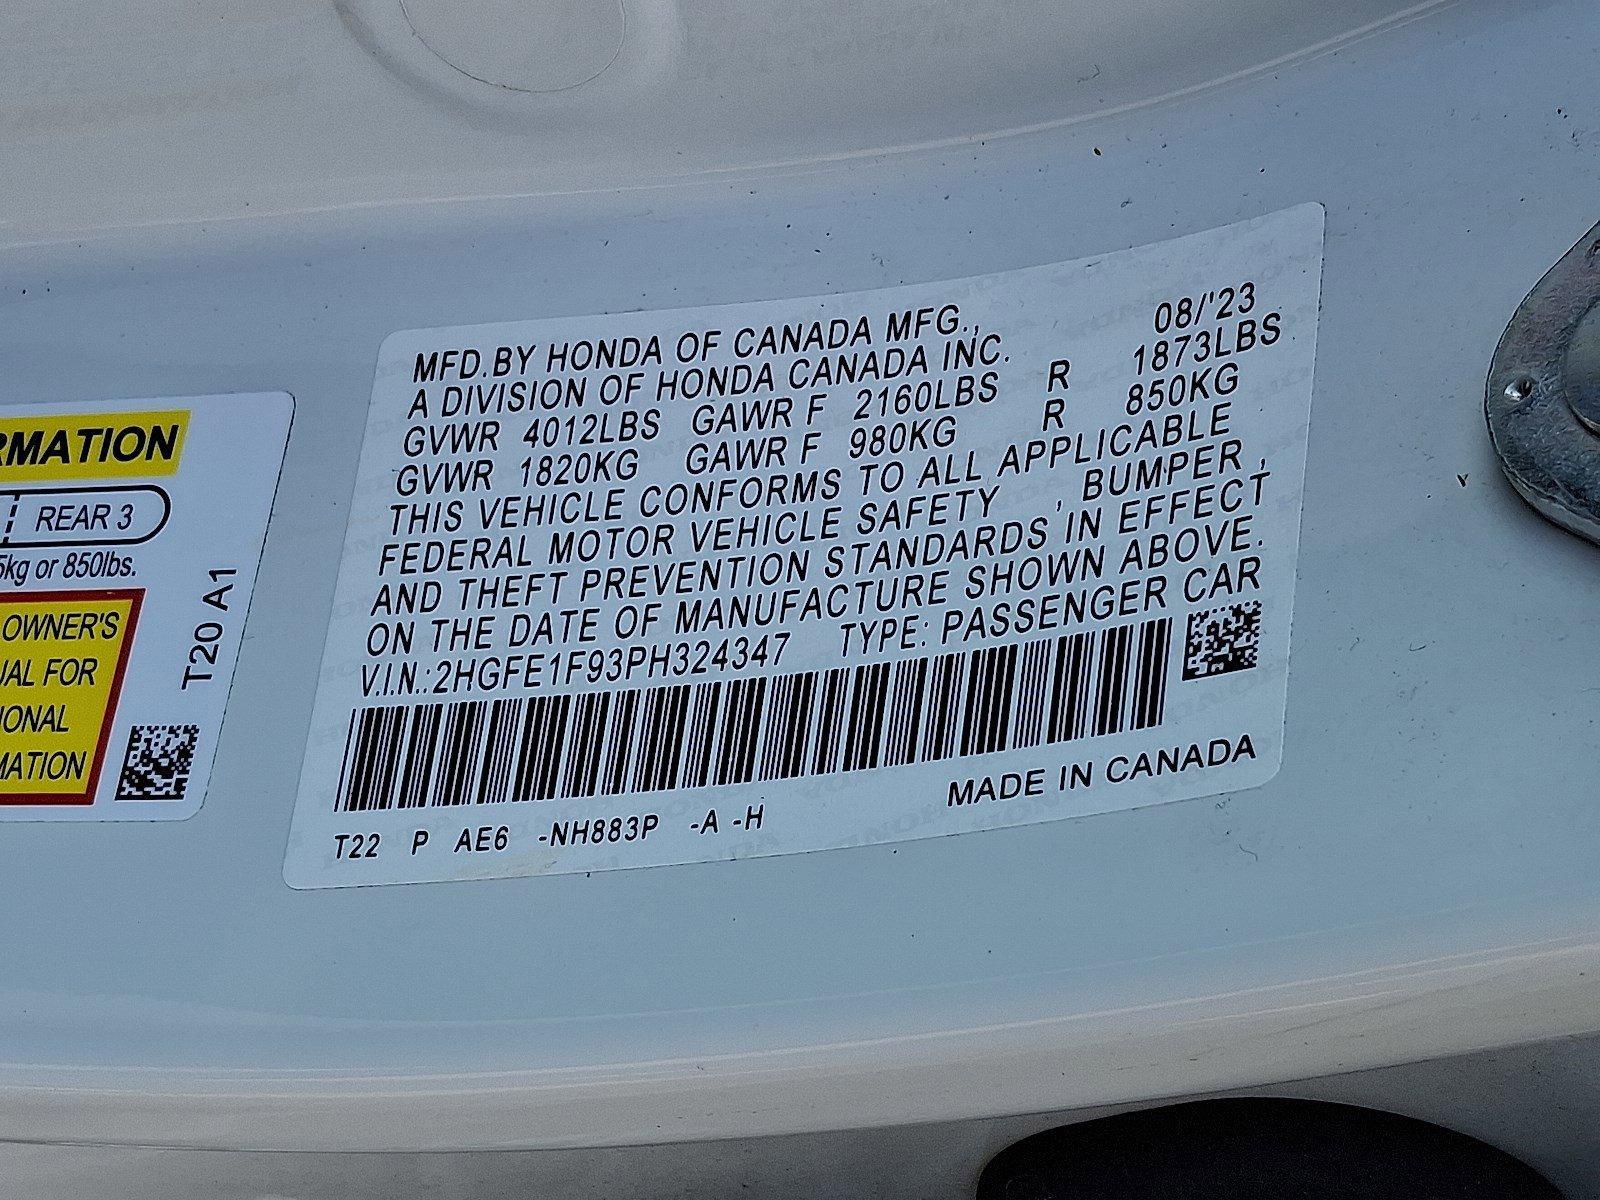 RMATION
REAR 3
5kg or 850lbs.
OWNER'S
UAL FOR
IONAL
MATION
T20 A1
MFD.BY HONDA OF CANADA MFG., 08/'23
A DIVISION OF HONDA CANADA INC.
GVWR 4012LBS GAWR F 2160LBS R 1873LBS
GVWR 1820KG GAWR F 980KG R 850KG
THIS VEHICLE CONFORMS TO ALL APPLICABLE
FEDERAL MOTOR VEHICLE SAFETY , BUMPER ,
AND THEFT PREVENTION STANDARDS IN EFFECT
ON THE DATE OF MANUFACTURE SHOWN ABOVE.
V.I.N.:2HGFE1F93PH324347 TYPE: PASSENGER CAR
MADE IN CANADA
T22 P AE6 -NH883P -A -H